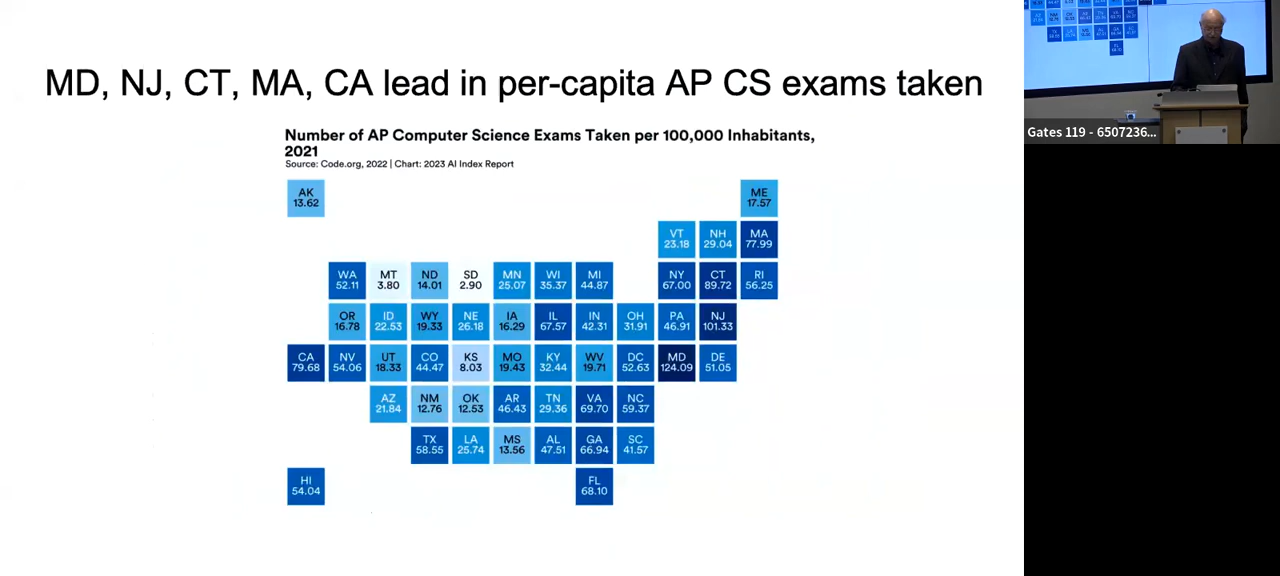 MD, NJ, CT, MA, CA lead in per-capita AP CS exams taken
Number of AP Computer Science Exams Taken per 100,000 Inhabitants,
2021
Source: Code.org, 2022 | Chart: 2023 AI Index Report
AK
13.62
ME
17.57
VT
23.18
NH
29.04
MA
77.99
WA
52.11
MT
3.80
ND
14.01
SD
2.90
MN
25.07
WI
35.37
MI
44.87
NY
67.00
CT
89.72
RI
56.25
OR
16.78
ID
22.53
WY
19.33
NE
26.18
IA
16.29
IL
67.57
IN
42.31
OH
31.91
PA
46.91
NJ
101.33
CA
79.68
NV
54.06
UT
18.33
CO
44.47
KS
8.03
MO
19.43
KY
32.44
WV
19.71
DC
52.63
MD
124.09
DE
51.05
AZ
21.84
NM
12.76
OK
12.53
AR
46.43
TN
29.36
VA
69.70
NC
59.37
TX
58.55
LA
25.74
MS
13.56
AL
47.51
GA
66.94
SC
41.57
HI
54.04
FL
68.10
Gates 119 - 6507236...